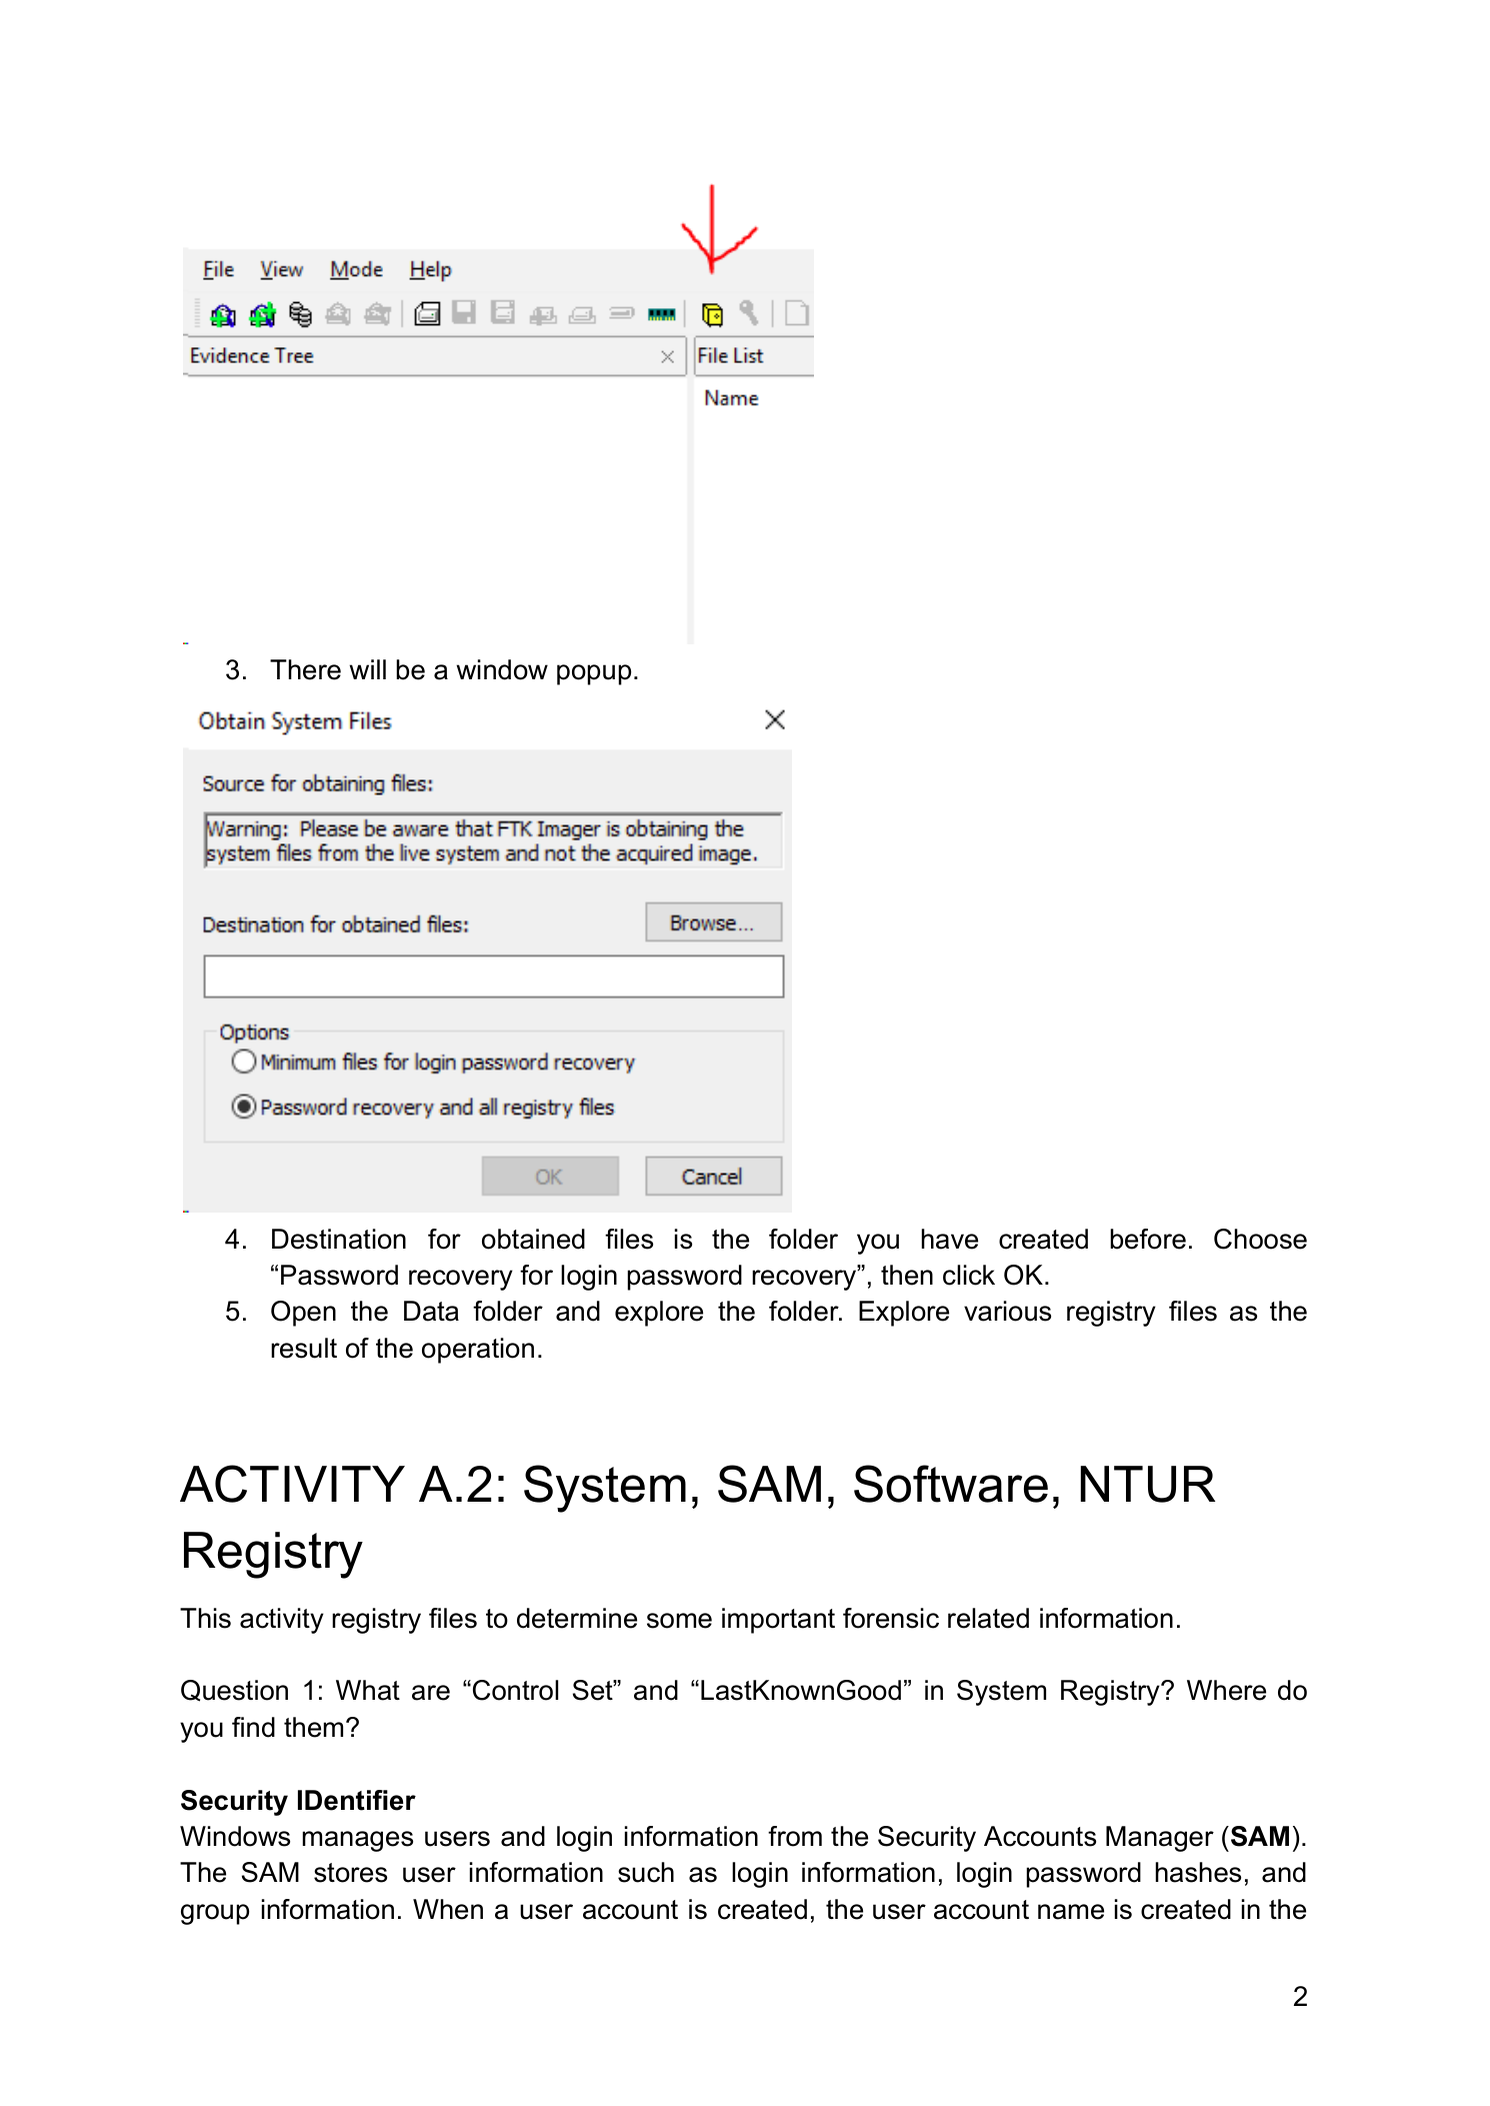 File View Mode Help
Evidence Tree
File List
Name
3. There will be a window popup.
Obtain System Files
Source for obtaining files:
Warning: Please be aware that FTK Imager is obtaining the
system files from the live system and not the acquired image.
Destination for obtained files:
Browse...
Options
Minimum files for login password recovery
Password recovery and all registry files
OK
Cancel
4. Destination for obtained files is the folder you have created before. Choose
“Password recovery for login password recovery”, then click OK.
5. Open the Data folder and explore the folder. Explore various registry files as the
result of the operation.
ACTIVITY A.2: System, SAM, Software, NTUR
Registry
This activity registry files to determine some important forensic related information.
Question 1: What are “Control Set” and “LastKnownGood” in System Registry? Where do
you find them?
Security IDentifier
Windows manages users and login information from the Security Accounts Manager (SAM).
The SAM stores user information such as login information, login password hashes, and
group information. When a user account is created, the user account name is created in the
2